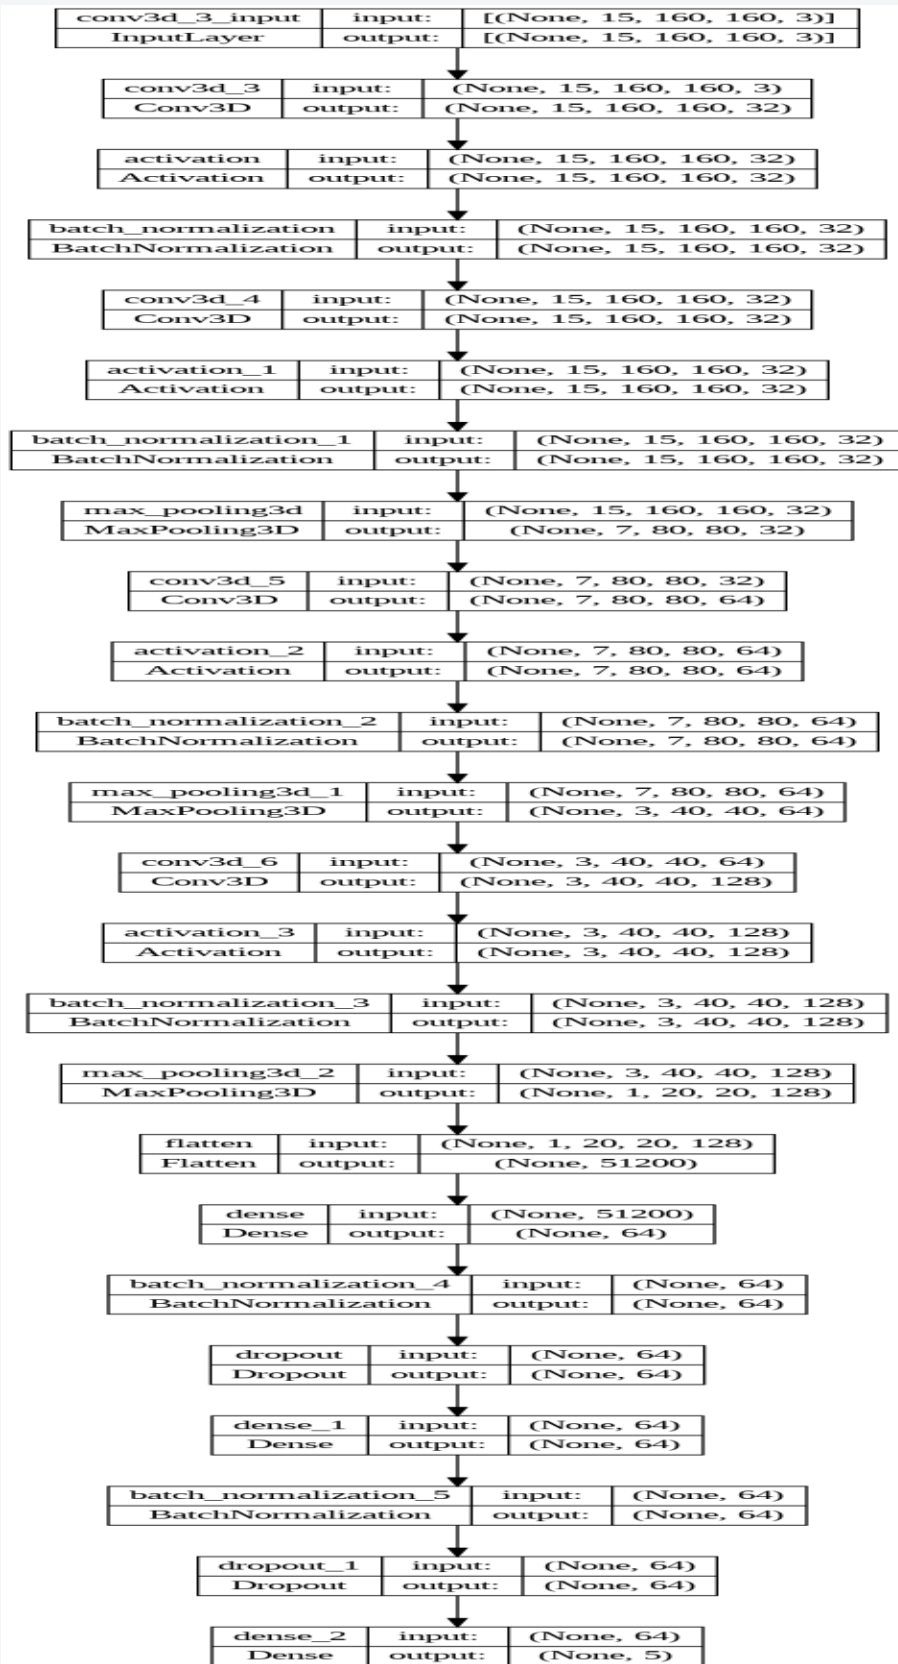 conv3d_3_input input: [(None, 15, 160, 160, 3)]
InputLayer output: [(None, 15, 160, 160, 3)]
conv3d_3 input: (None, 15, 160, 160, 3)
Conv3D output: (None, 15, 160, 160, 32)
activation input: (None, 15, 160, 160, 32)
Activation output: (None, 15, 160, 160, 32)
batch_normalization input: (None, 15, 160, 160, 32)
BatchNormalization output: (None, 15, 160, 160, 32)
conv3d_4 input: (None, 15, 160, 160, 32)
Conv3D output: (None, 15, 160, 160, 32)
activation_1 input: (None, 15, 160, 160, 32)
Activation output: (None, 15, 160, 160, 32)
batch_normalization_1 input: (None, 15, 160, 160, 32)
BatchNormalization output: (None, 15, 160, 160, 32)
max_pooling3d input: (None, 15, 160, 160, 32)
MaxPooling3D output: (None, 7, 80, 80, 32)
conv3d_5 input: (None, 7, 80, 80, 32)
Conv3D output: (None, 7, 80, 80, 64)
activation_2 input: (None, 7, 80, 80, 64)
Activation output: (None, 7, 80, 80, 64)
batch_normalization_2 input: (None, 7, 80, 80, 64)
BatchNormalization output: (None, 7, 80, 80, 64)
max_pooling3d_1 input: (None, 7, 80, 80, 64)
MaxPooling3D output: (None, 3, 40, 40, 64)
conv3d_6 input: (None, 3, 40, 40, 64)
Conv3D output: (None, 3, 40, 40, 128)
activation_3 input: (None, 3, 40, 40, 128)
Activation output: (None, 3, 40, 40, 128)
batch_normalization_3 input: (None, 3, 40, 40, 128)
BatchNormalization output: (None, 3, 40, 40, 128)
max_pooling3d_2 input: (None, 3, 40, 40, 128)
MaxPooling3D output: (None, 1, 20, 20, 128)
flatten input: (None, 1, 20, 20, 128)
Flatten output: (None, 51200)
dense input: (None, 51200)
Dense output: (None, 64)
batch_normalization_4 input: (None, 64)
BatchNormalization output: (None, 64)
dropout input: (None, 64)
Dropout output: (None, 64)
dense_1 input: (None, 64)
Dense output: (None, 64)
batch_normalization_5 input: (None, 64)
BatchNormalization output: (None, 64)
dropout_1 input: (None, 64)
Dropout output: (None, 64)
dense_2 input: (None, 64)
Dense output: (None, 5)